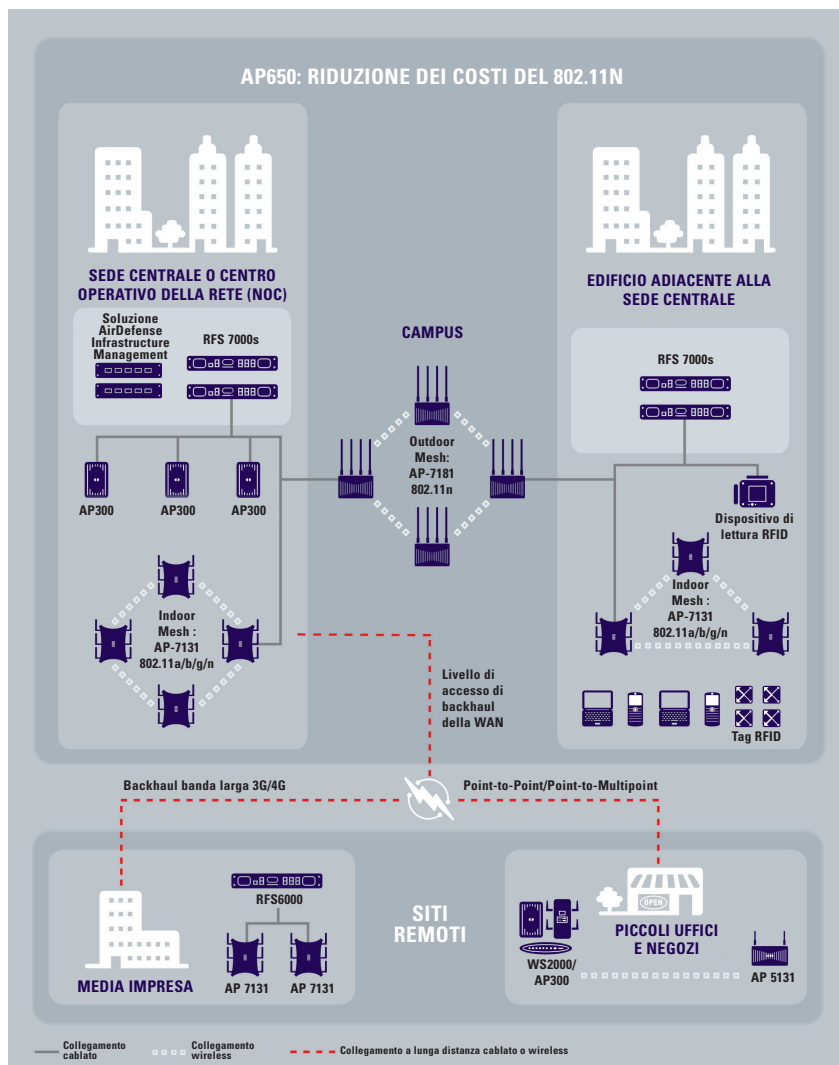 AP650: RIDUZIONE DEI COSTI DEL 802.11N
SEDE CENTRALE O CENTRO
OPERATIVO DELLA RETE (NOC)
Soluzione
AirDefense
Infrastructure
Management
RFS 7000s
AP300
AP300
AP300
Indoor
Mesh :
AP-7131
802.11a/b/g/n
CAMPUS
Outdoor
Mesh:
AP-7181
802.11n
EDIFICIO ADIACENTE ALLA
SEDE CENTRALE
RFS 7000s
Dispositivo di
lettura RFID
Indoor
Mesh :
AP-7131
802.11a/b/g/n
Tag RFID
Livello di
accesso di
backhaul
della WAN
Backhaul banda larga 3G/4G
Point-to-Point/Point-to-Multipoint
RFS6000
MEDIA IMPRESA
AP 7131
AP 7131
SITI
REMOTI
OPEN
PICCOLI UFFICI
E NEGOZI
WS2000/
AP300
AP 5131
Collegamento
cablato
Collegamento
wireless
Collegamento a lunga distanza cablato o wireless